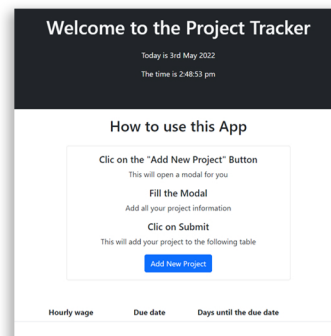 Welcome to the Project Tracker
Today is 3rd May 2022
The time is 2:48:53 pm
How to use this App
Clic on the "Add New Project" Button
This will open a modal for you
Fill the Modal
Add all your project information
Clic on Submit
This will add your project to the following table
Add New Project
Hourly wage Due date Days until the due date